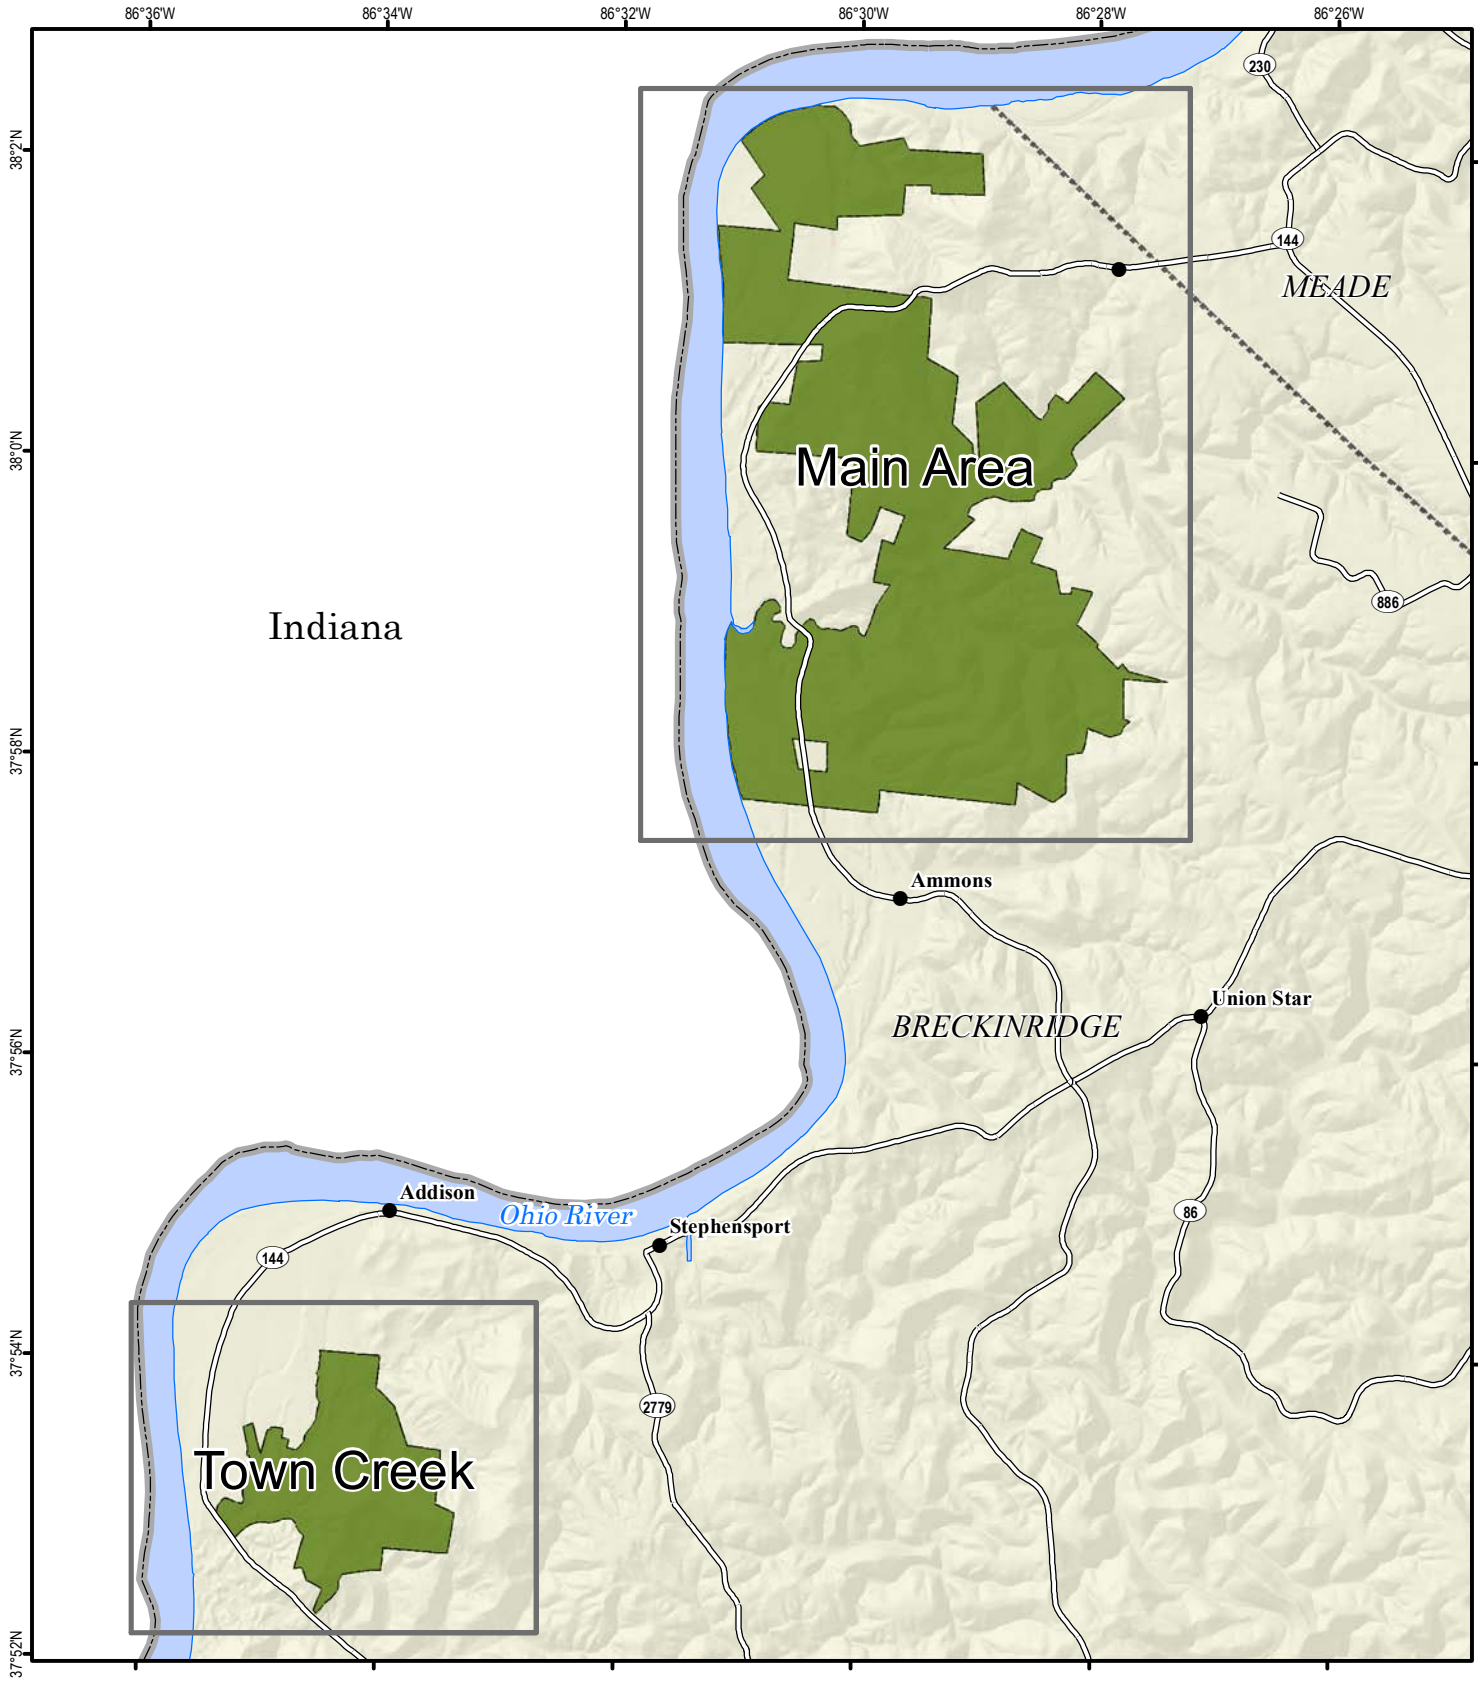 86°36'W
86°34'W
86°32'W
86°30'W
86°28'W
86°26'W
230
38°2'N
144
MEADE
38°0'N
Main Area
886
Indiana
37°58'N
Ammons
Union Star
BRECKINRIDGE
37°56'N
Addison
Ohio River
Stephensport
86
144
37°54'N
2779
Town Creek
37°52'N